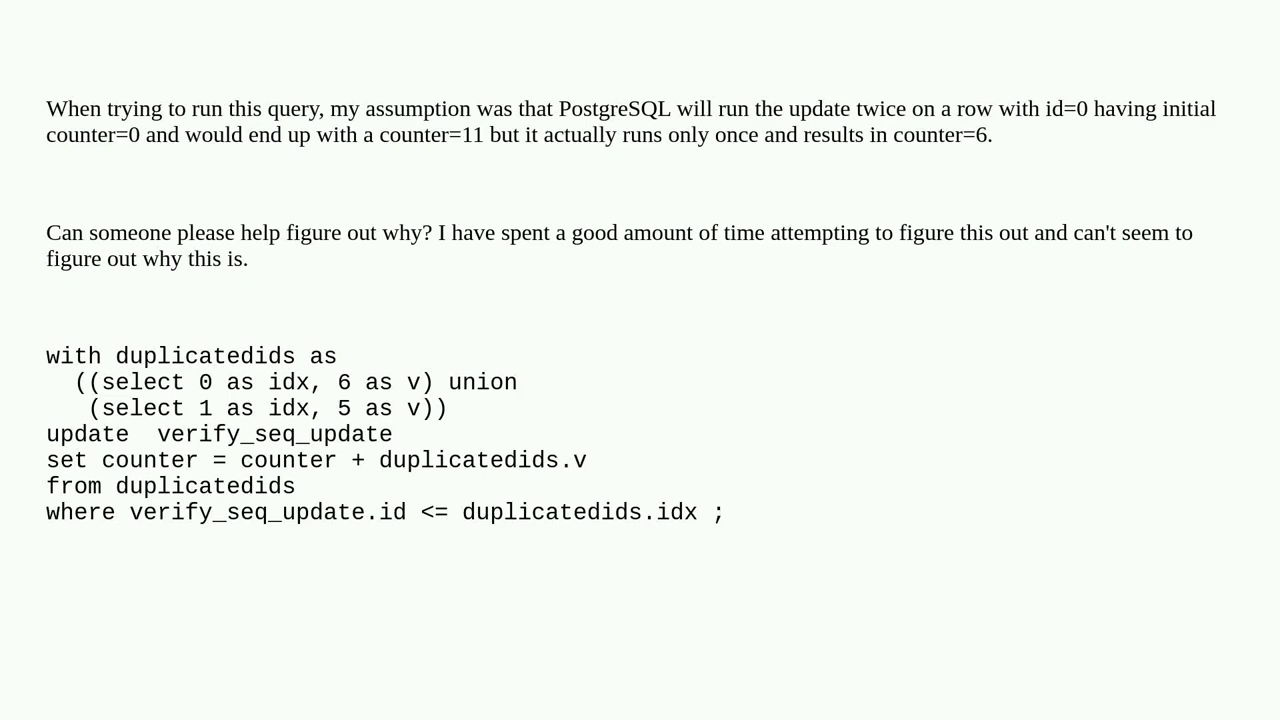 When trying to run this query, my assumption was that PostgreSQL will run the update twice on a row with id=0 having initial
counter=0 and would end up with a counter=11 but it actually runs only once and results in counter=6.
Can someone please help figure out why? I have spent a good amount of time attempting to figure this out and can't seem to
figure out why this is.
with duplicatedids as
  ((select 0 as idx, 6 as v) union
   (select 1 as idx, 5 as v))
update  verify_seq_update
set counter = counter + duplicatedids.v
from duplicatedids
where verify_seq_update.id <= duplicatedids.idx ;